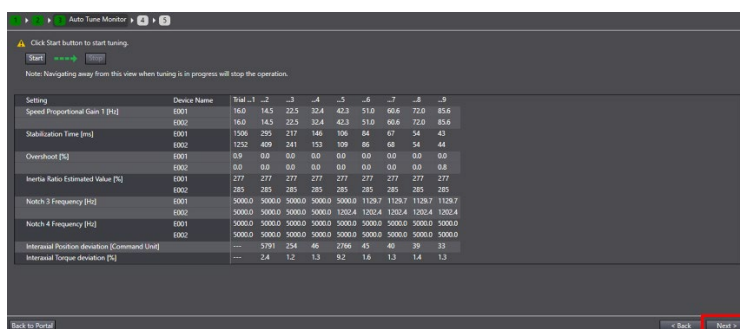 1 2 3 Auto Tune Monitor 4 5
Click Start button to start tuning.
Start Stop
Note: Navigating away from this view when tuning is in progress will stop the operation.
Setting Device Name Trial ...1 ...2 ...3 ...4 ...5 ...6 ...7 ...8 ...9
Speed Proportional Gain 1 [Hz] E001 16.0 14.5 22.5 32.4 42.3 51.0 60.6 72.0 85.6
E002 16.0 14.5 22.5 32.4 42.3 51.0 60.6 72.0 85.6
Stabilization Time [ms] E001 1506 295 217 146 106 84 67 54 43
E002 1252 409 241 153 109 86 68 54 44
Overshoot [%] E001 0.9 0.0 0.0 0.0 0.0 0.0 0.0 0.0 0.0
E002 0.0 0.0 0.0 0.0 0.0 0.0 0.0 0.0 0.8
Inertia Ratio Estimated Value [%] E001 277 277 277 277 277 277 277 277 277
E002 285 285 285 285 285 285 285 285 285
Notch 3 Frequency [Hz] E001 5000.0 5000.0 5000.0 5000.0 5000.0 1129.7 1129.7 1129.7 1129.7
E002 5000.0 5000.0 5000.0 5000.0 1202.4 1202.4 1202.4 1202.4 1202.4
Notch 4 Frequency [Hz] E001 5000.0 5000.0 5000.0 5000.0 5000.0 5000.0 5000.0 5000.0 5000.0
E002 5000.0 5000.0 5000.0 5000.0 5000.0 5000.0 5000.0 5000.0 5000.0
Interaxial Position deviation [Command Unit] --- 5791 254 46 2766 45 40 39 33
Interaxial Torque deviation [%] --- 2.4 1.2 1.3 9.2 1.6 1.3 1.4 1.3
Back to Portal < Back Next >